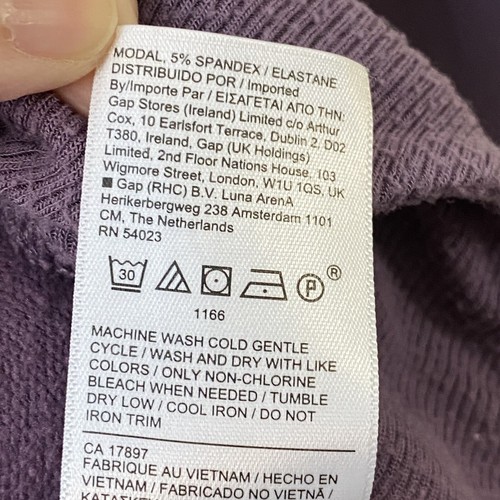 MODAL, 5% SPANDEX / ELASTANE
DISTRIBUIDO POR / Imported
By/Importe Par / ΕΙΣΑΓΕΤΑΙ ΑΠΟ ΤΗΝ:
Gap Stores (Ireland) Limited c/o Arthur
Cox, 10 Earlsfort Terrace, Dublin 2, D02
T380, Ireland, Gap (UK Holdings)
Limited, 2nd Floor Nations House, 103
Wigmore Street, London, W1U 1QS, UK
■ Gap (RHC) B.V. Luna ArenA
Herikerbergweg 238 Amsterdam 1101
CM, The Netherlands
RN 54023
30 P ®
1166
MACHINE WASH COLD GENTLE
CYCLE / WASH AND DRY WITH LIKE
COLORS / ONLY NON-CHLORINE
BLEACH WHEN NEEDED / TUMBLE
DRY LOW / COOL IRON / DO NOT
IRON TRIM
CA 17897
FABRIQUE AU VIETNAM / HECHO EN
VIETNAM / FABRICADO NO VIETNÃ /